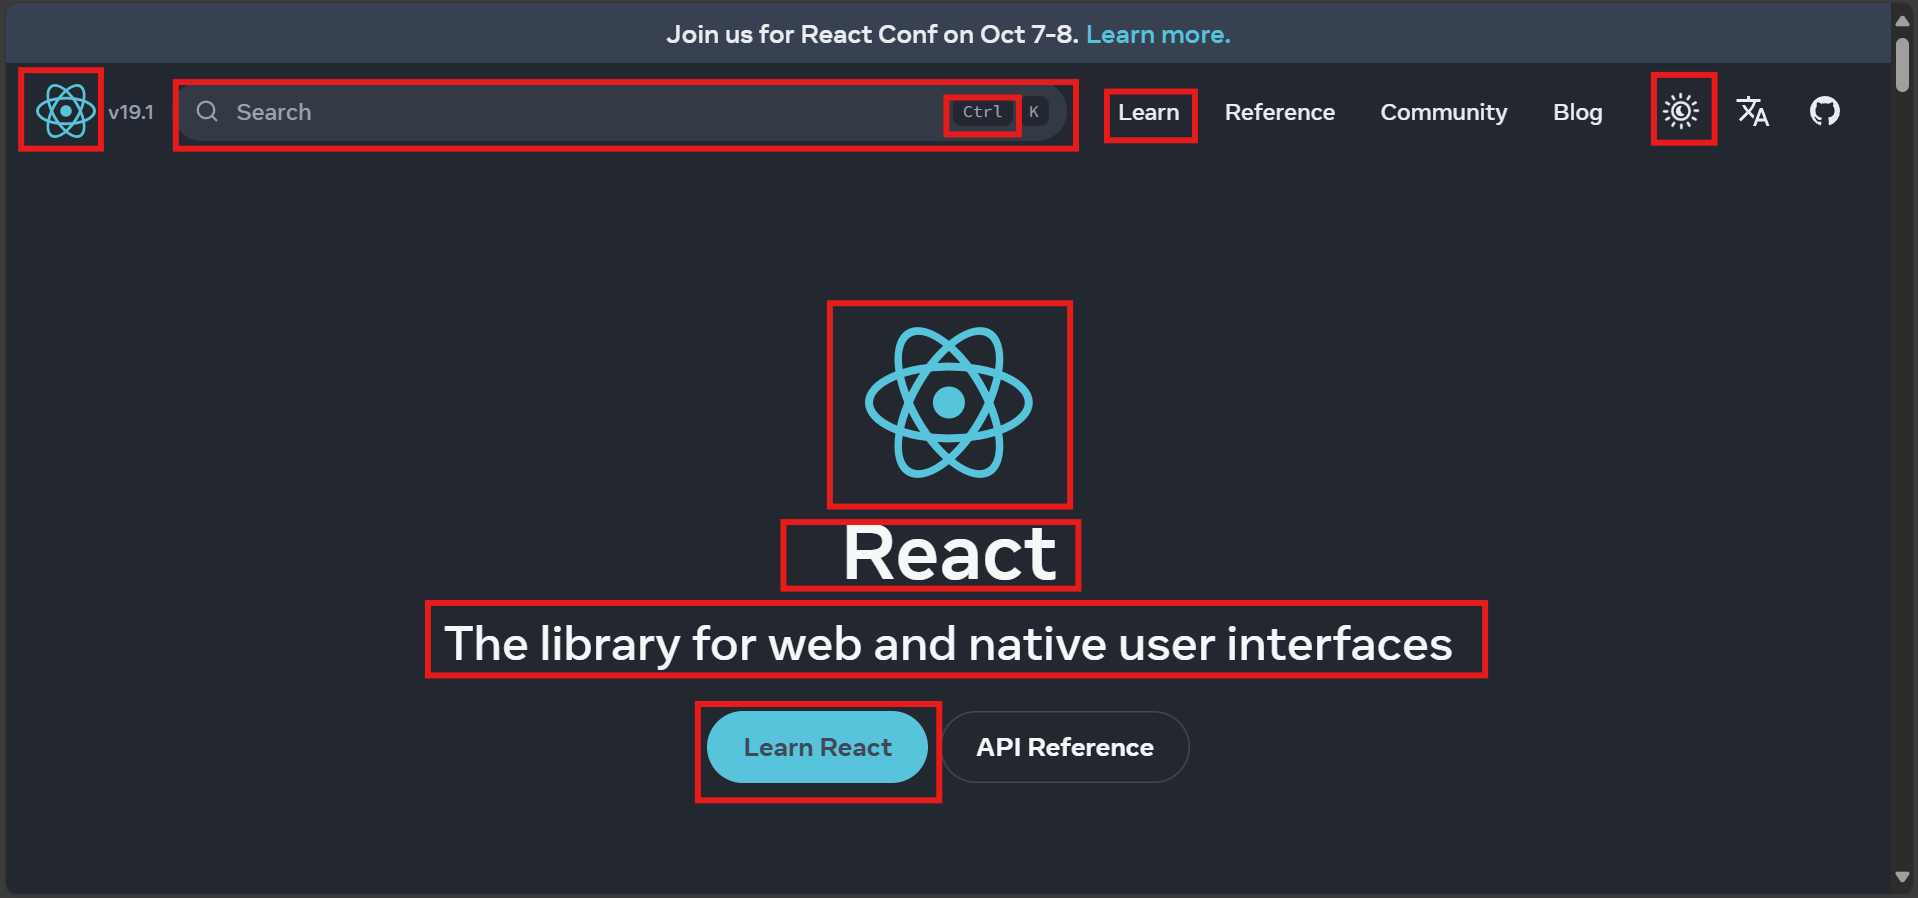 Join us for React Conf on Oct 7-8. Learn more.
v19.1 Search Ctrl K Learn Reference Community Blog
React
The library for web and native user interfaces
Learn React API Reference